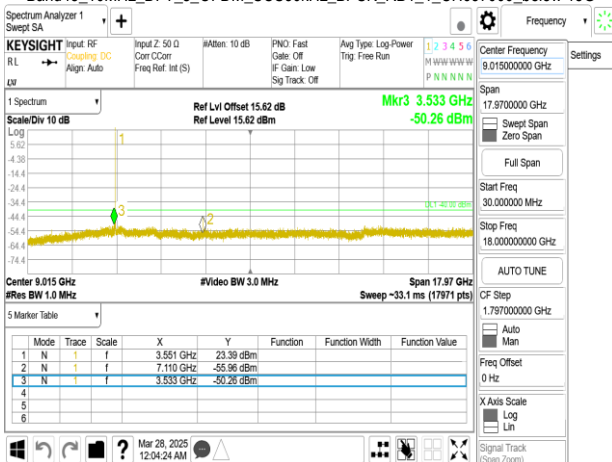 Spectrum Analyzer 1
Swept SA
+
Frequency
KEYSIGHT
RL
Input: RF
Coupling: DC
Align: Auto
Input Z: 50 Ω
Corr CCorr
Freq Ref: Int (S)
#Atten: 10 dB
PNO: Fast
Gate: Off
IF Gain: Low
Sig Track: Off
Avg Type: Log-Power
Trig: Free Run
1 2 3 4 5 6
M W W W W W
P N N N N N
Settings
Center Frequency
9.015000000 GHz
Span
17.9700000 GHz
Swept Span
Zero Span
Full Span
Start Freq
30.000000 MHz
Stop Freq
18.000000000 GHz
AUTO TUNE
CF Step
1.797000000 GHz
Auto
Man
Freq Offset
0 Hz
X Axis Scale
Log
Lin
Signal Track
(Span Zoom)
1 Spectrum
Scale/Div 10 dB
Ref Lvl Offset 15.62 dB
Ref Level 15.62 dBm
Mkr3 3.533 GHz
-50.26 dBm
Log
5.62
-4.38
-14.4
-24.4
-34.4
-44.4
-54.4
-64.4
-74.4
1
2
3
DL1 -40.00 dBm
Center 9.015 GHz
#Res BW 1.0 MHz
#Video BW 3.0 MHz
Span 17.97 GHz
Sweep ~33.1 ms (17971 pts)
5 Marker Table
Mode Trace Scale X Y Function Function Width Function Value
1 N 1 f 3.551 GHz 23.39 dBm
2 N 1 f 7.110 GHz -55.96 dBm
3 N 1 f 3.533 GHz -50.26 dBm
4
5
6
?
Mar 28, 2025
12:04:24 AM